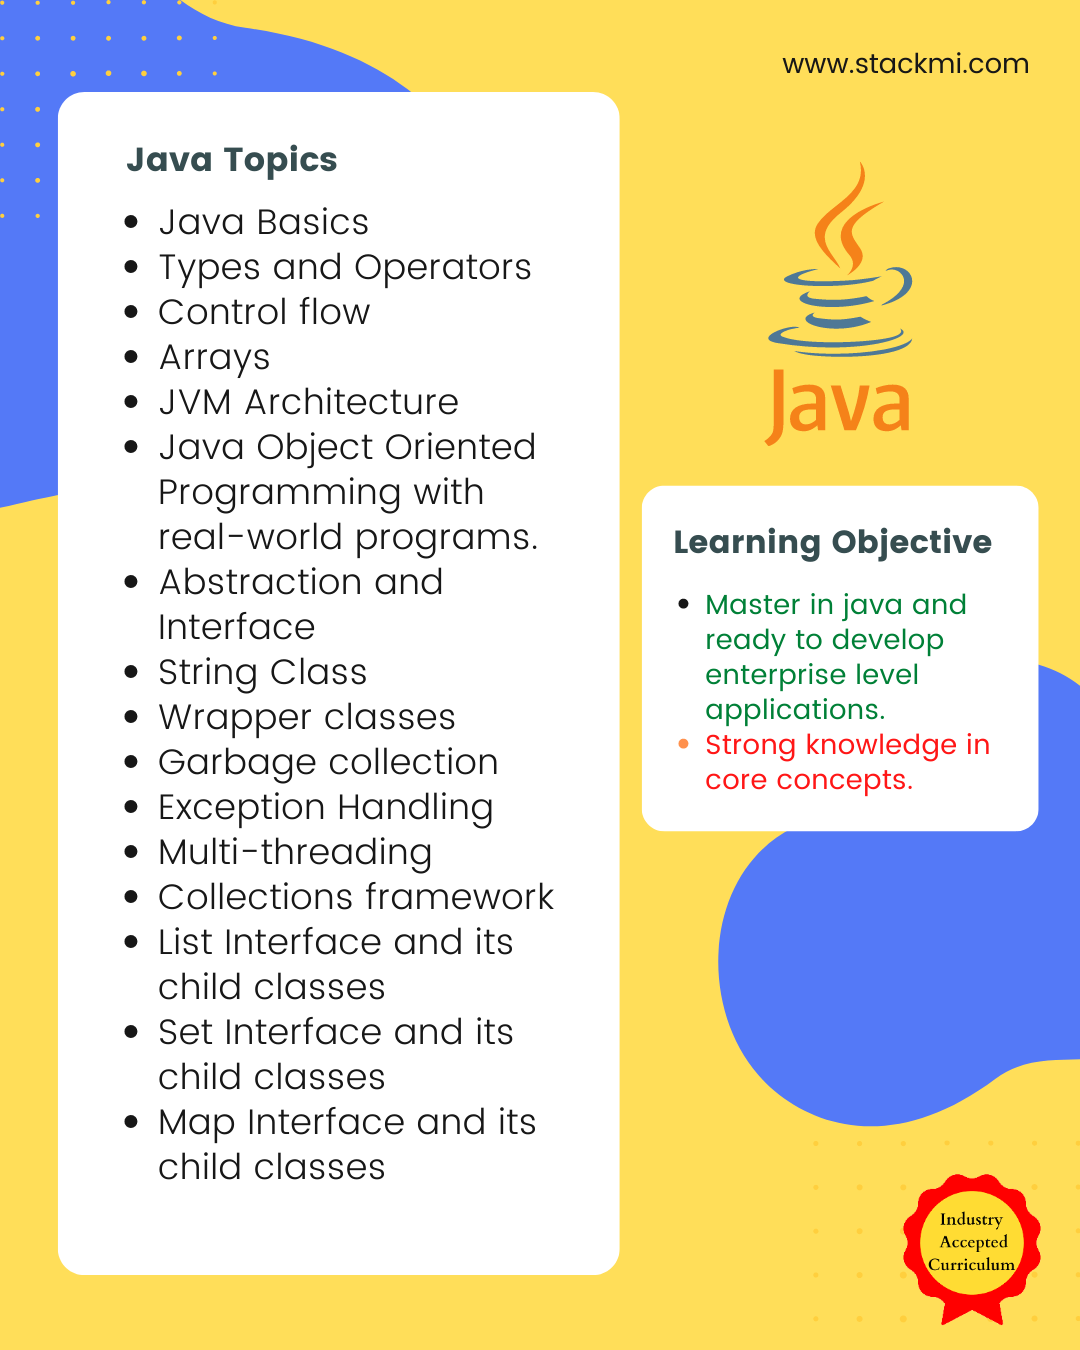 www.stackmi.com
Java Topics
• Java Basics
• Types and Operators
• Control flow
• Arrays
• JVM Architecture
• Java Object Oriented
Programming with
real-world programs.
• Abstraction and
Interface
• String Class
• Wrapper classes
• Garbage collection
• Exception Handling
• Multi-threading
• Collections framework
• List Interface and its
child classes
• Set Interface and its
child classes
• Map Interface and its
child classes
Java
Learning Objective
• Master in java and
ready to develop
enterprise level
applications.
• Strong knowledge in
core concepts.
Industry
Accepted
Curriculum